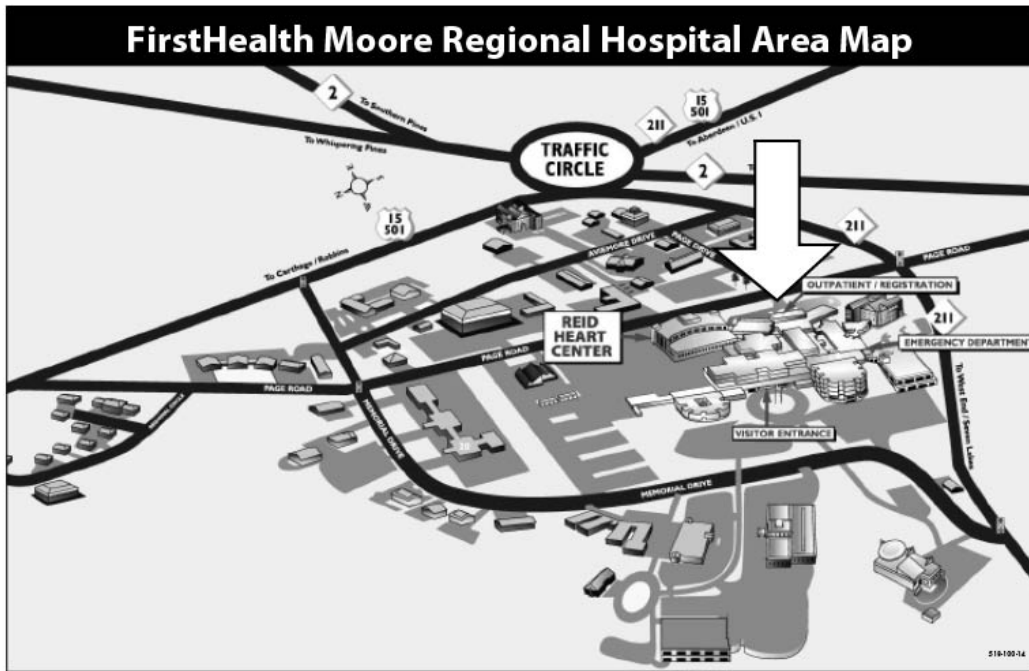 FirstHealth Moore Regional Hospital Area Map
2
To Southern Pines
To Whispering Pines
TRAFFIC
CIRCLE
211
15
501
To Aberdeen / U.S. 1
2
N
S
15
501
To Carthage / Robbins
AVIEMORE DRIVE
PAGE DRIVE
211
PAGE ROAD
OUTPATIENT / REGISTRATION
211
REID
HEART
CENTER
PAGE ROAD
EMERGENCY DEPARTMENT
PAGE ROAD
MEMORIAL DRIVE
VISITOR ENTRANCE
To West End / Seven Lakes
MEMORIAL DRIVE
519-100-14